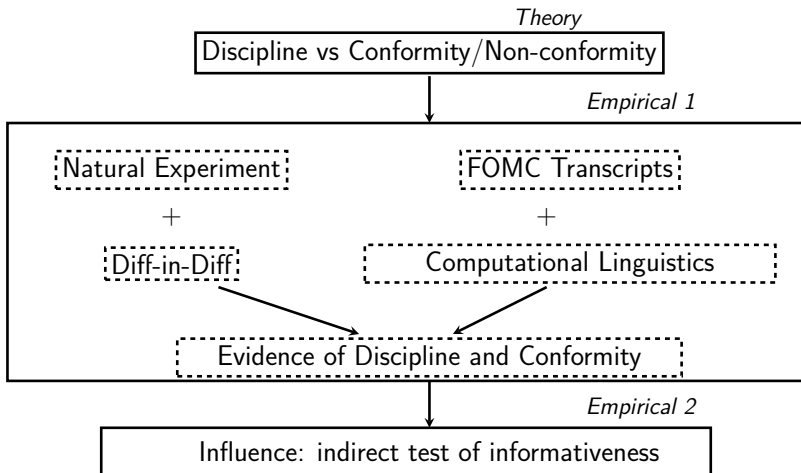 Theory
Discipline vs Conformity/Non-conformity
Empirical 1
Natural Experiment
FOMC Transcripts
+
+
Diff-in-Diff
Computational Linguistics
Evidence of Discipline and Conformity
Empirical 2
Influence: indirect test of informativeness